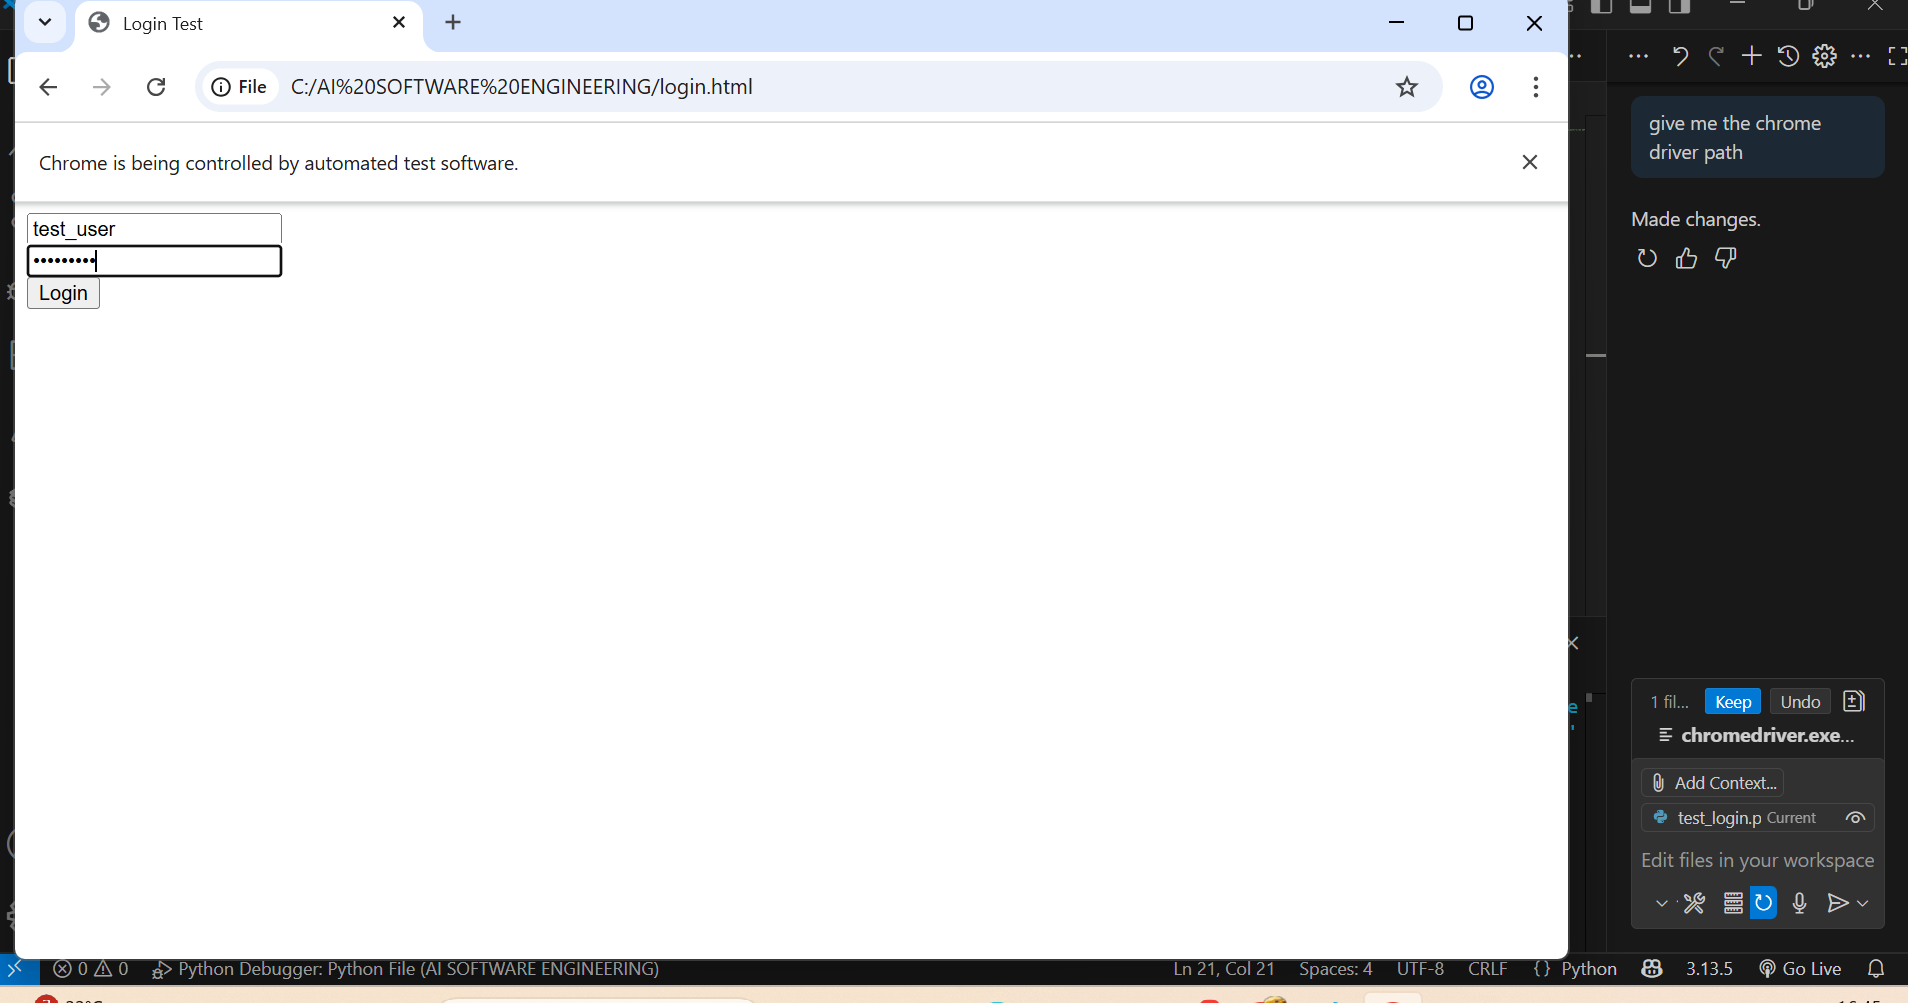 Login Test
File C:/AI%20SOFTWARE%20ENGINEERING/login.html
Chrome is being controlled by automated test software.
test_user
•••••••••
Login
give me the chrome
driver path
Made changes.
1 fil... Keep Undo
chromedriver.exe...
Add Context...
test_login.p Current
Edit files in your workspace
0 0 Python Debugger: Python File (AI SOFTWARE ENGINEERING) Ln 21, Col 21 Spaces: 4 UTF-8 CRLF {} Python 3.13.5 Go Live